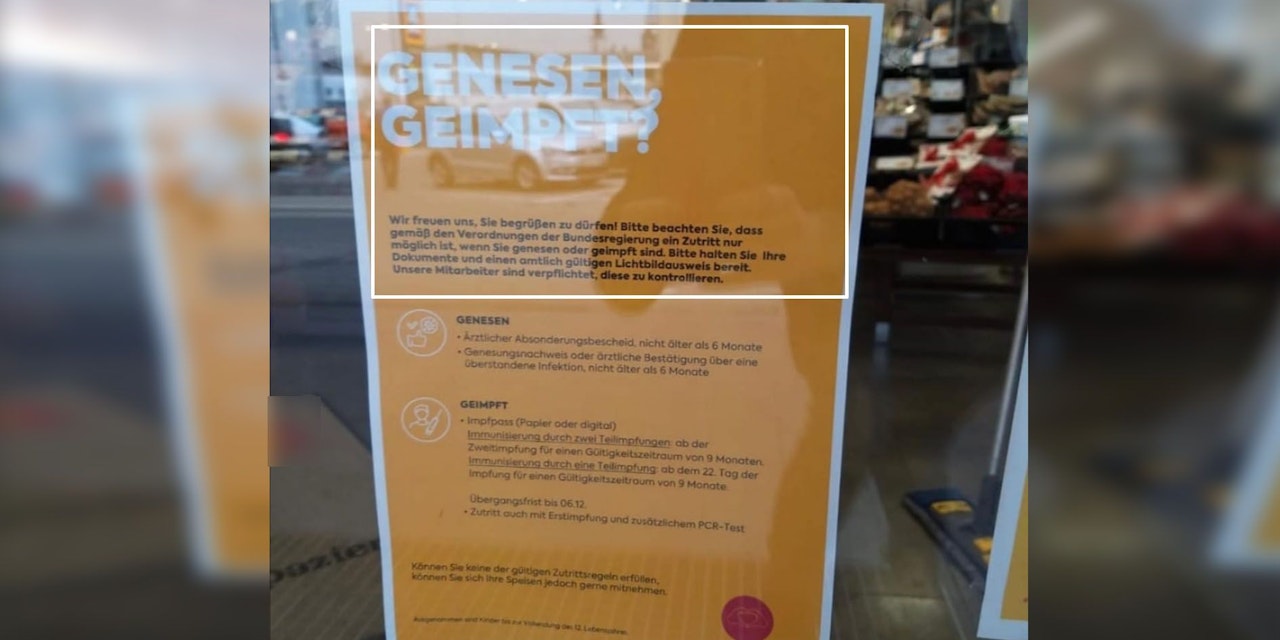 GENESEN,
GEIMPFT?
Wir freuen uns, Sie begrüßen zu dürfen! Bitte beachten Sie, dass
gemäß den Verordnungen der Bundesregierung ein Zutritt nur
möglich ist, wenn Sie genesen oder geimpft sind. Bitte halten Sie Ihre
Dokumente und einen amtlich gültigen Lichtbildausweis bereit.
Unsere Mitarbeiter sind verpflichtet, diese zu kontrollieren.
GENESEN
• Ärztlicher Absonderungsbescheid, nicht älter als 6 Monate
• Genesungsnachweis oder ärztliche Bestätigung über eine
überstandene Infektion, nicht älter als 6 Monate
GEIMPFT
• Impfpass (Papier oder digital)
Immunisierung durch zwei Teilimpfungen: ab der
Zweitimpfung für einen Gültigkeitszeitraum von 9 Monaten.
Immunisierung durch eine Teilimpfung: ab dem 22. Tag der
Impfung für einen Gültigkeitszeitraum von 9 Monate.
Übergangsfrist bis 06.12.
• Zutritt auch mit Erstimpfung und zusätzlichem PCR-Test
Können Sie keine der gültigen Zutrittsregeln erfüllen,
können Sie sich Ihre Speisen jedoch gerne mitnehmen.
Ausgenommen sind Kinder bis zur Vollendung des 12. Lebensjahres.